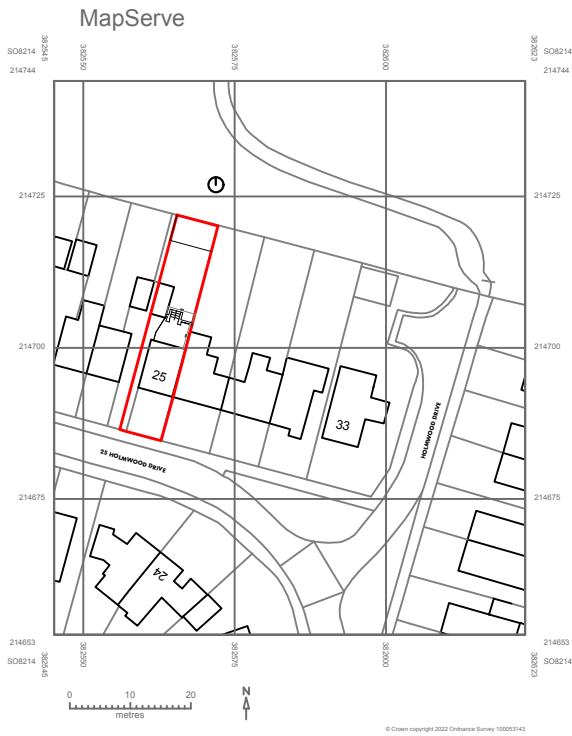 MapServe
SO8214
214744
382545
382550
382575
382600
382623
SO8214
214744
214725
214725
214700
214700
25
33
HOLMWOOD DRIVE
25 HOLMWOOD DRIVE
214675
214675
24
214653
SO8214
382545
382550
382575
382600
382623
214653
SO8214
0 10 20
metres
N
© Crown copyright 2022 Ordnance Survey 100053143